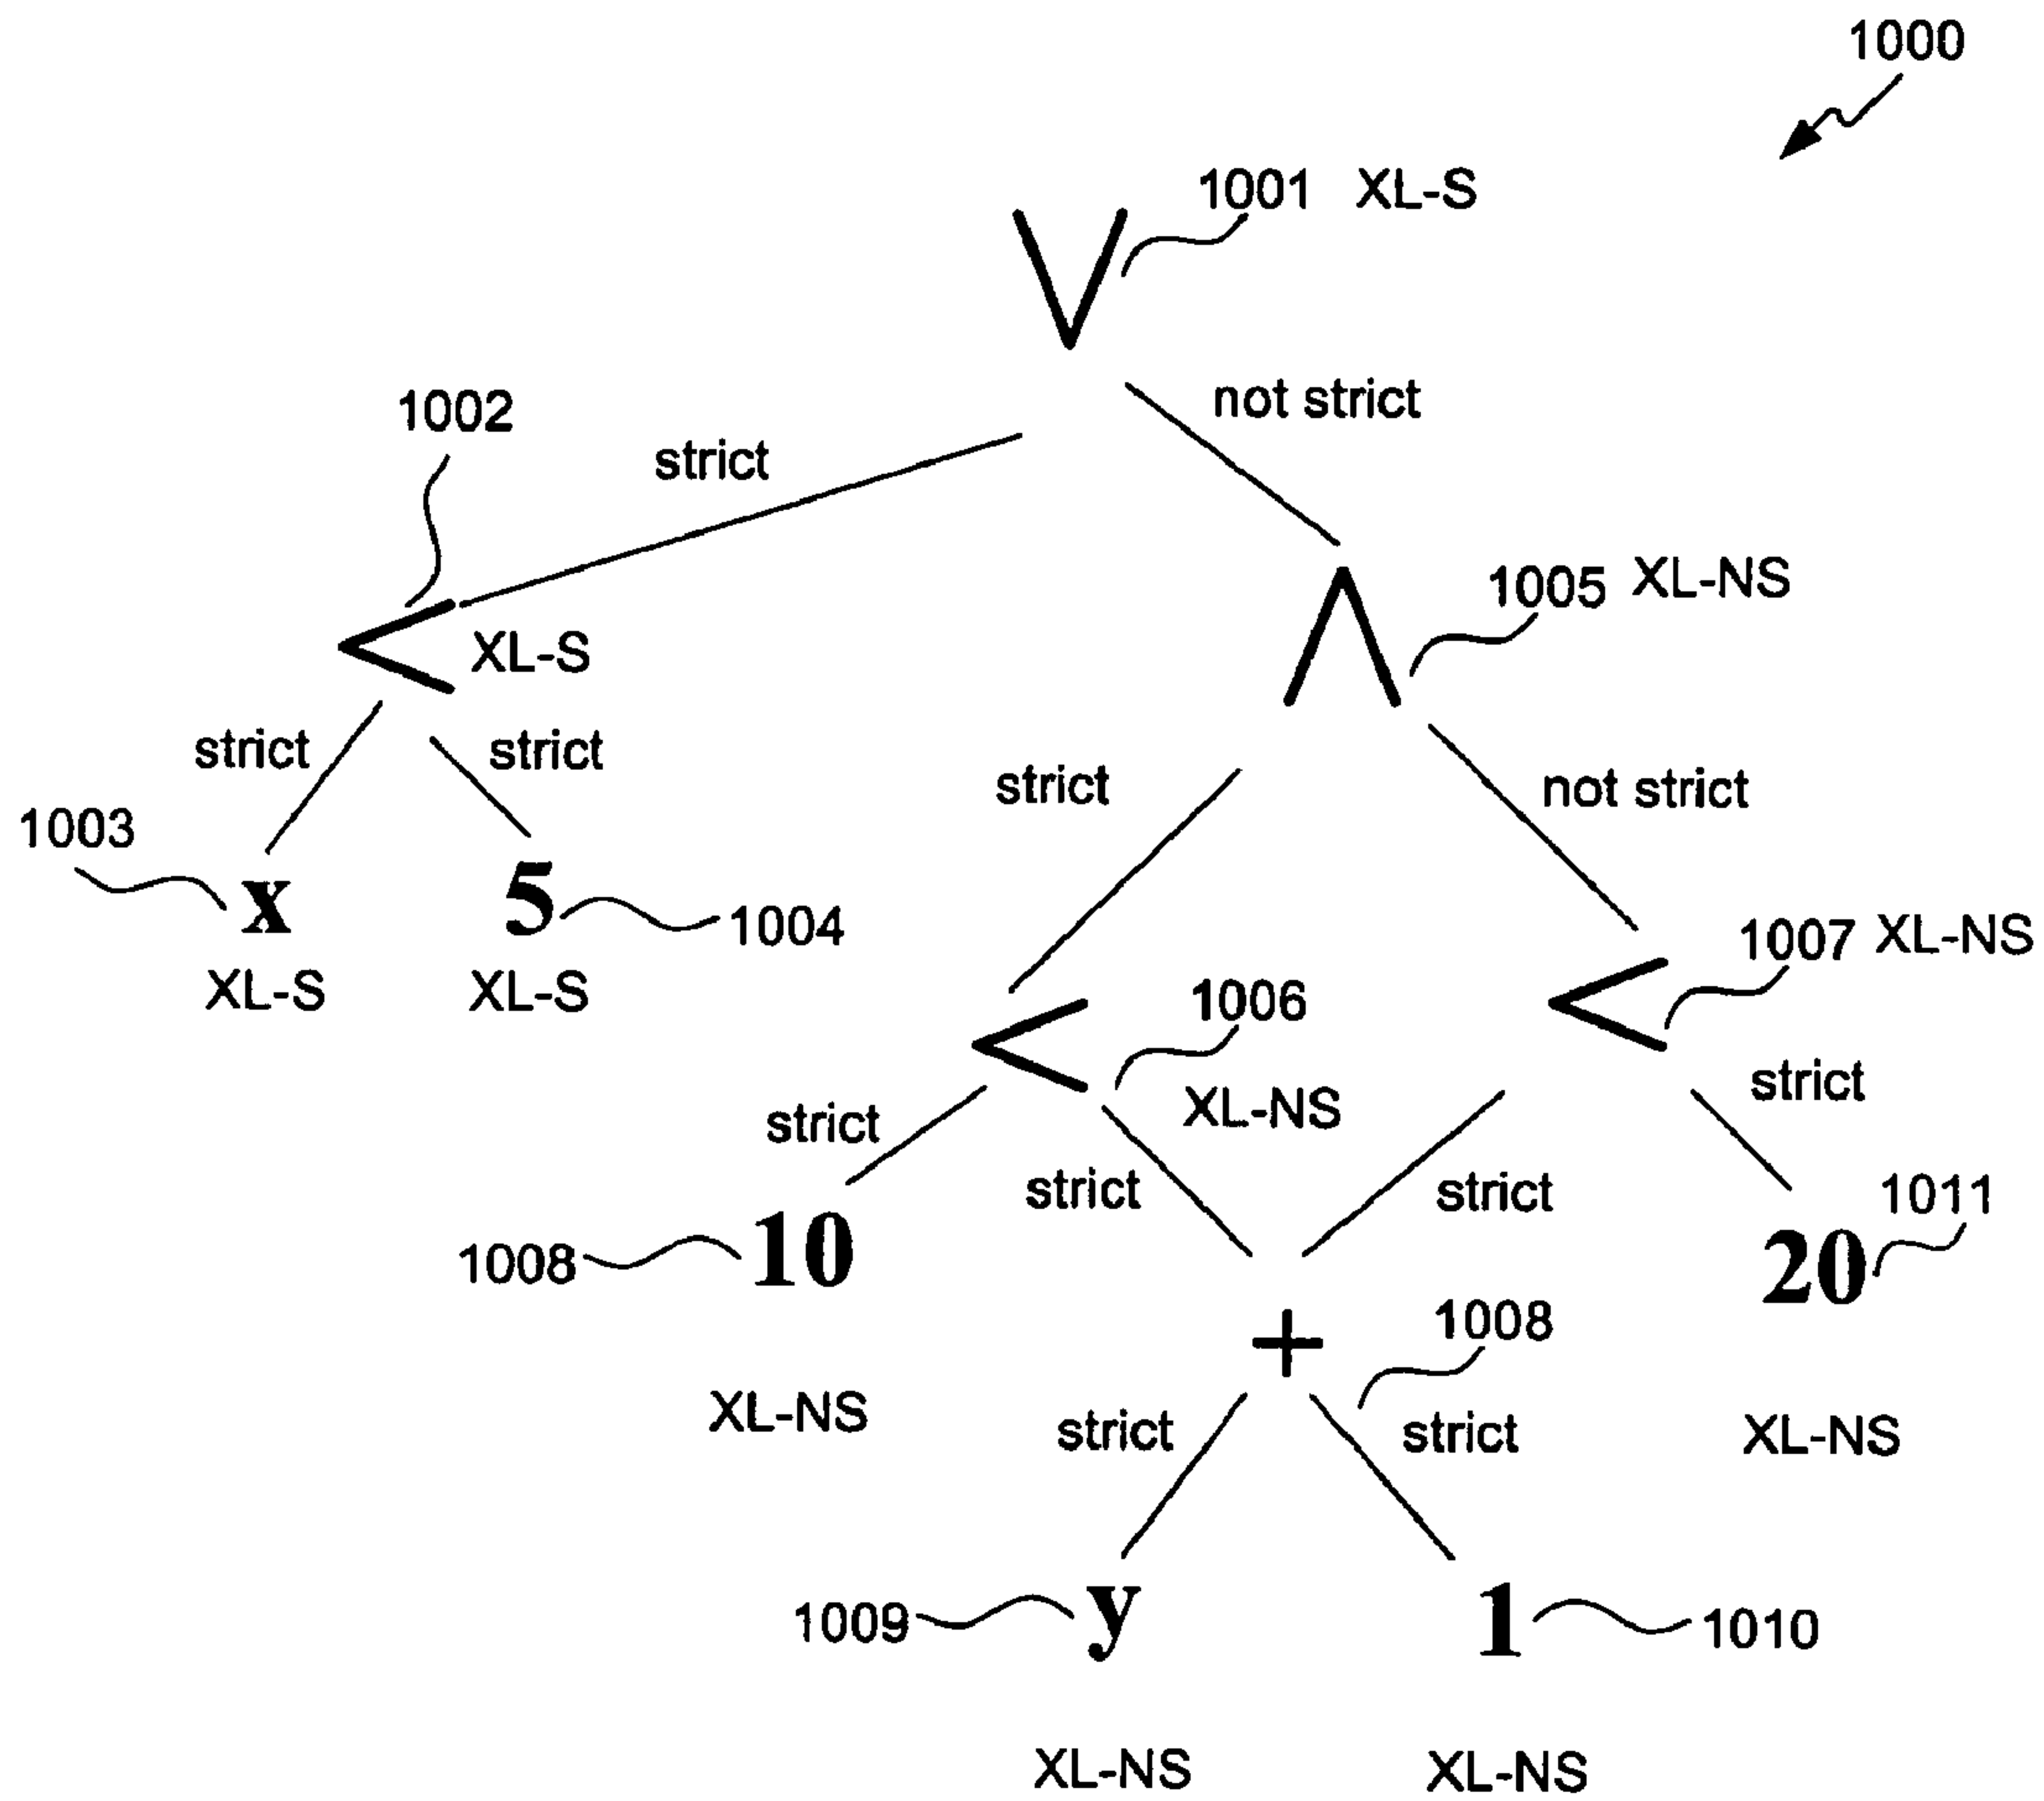 1000
1001 XL-S
V
not strict
1002
strict
1005 XL-NS
< XL-S
Λ
strict strict
strict
not strict
1003
x 5
1004
XL-S XL-S
1007 XL-NS
<
1006
<
XL-NS
strict
strict
strict
strict
1011
1008 10
20
1008
+
XL-NS
strict
strict
XL-NS
1009 y
1 1010
XL-NS
XL-NS